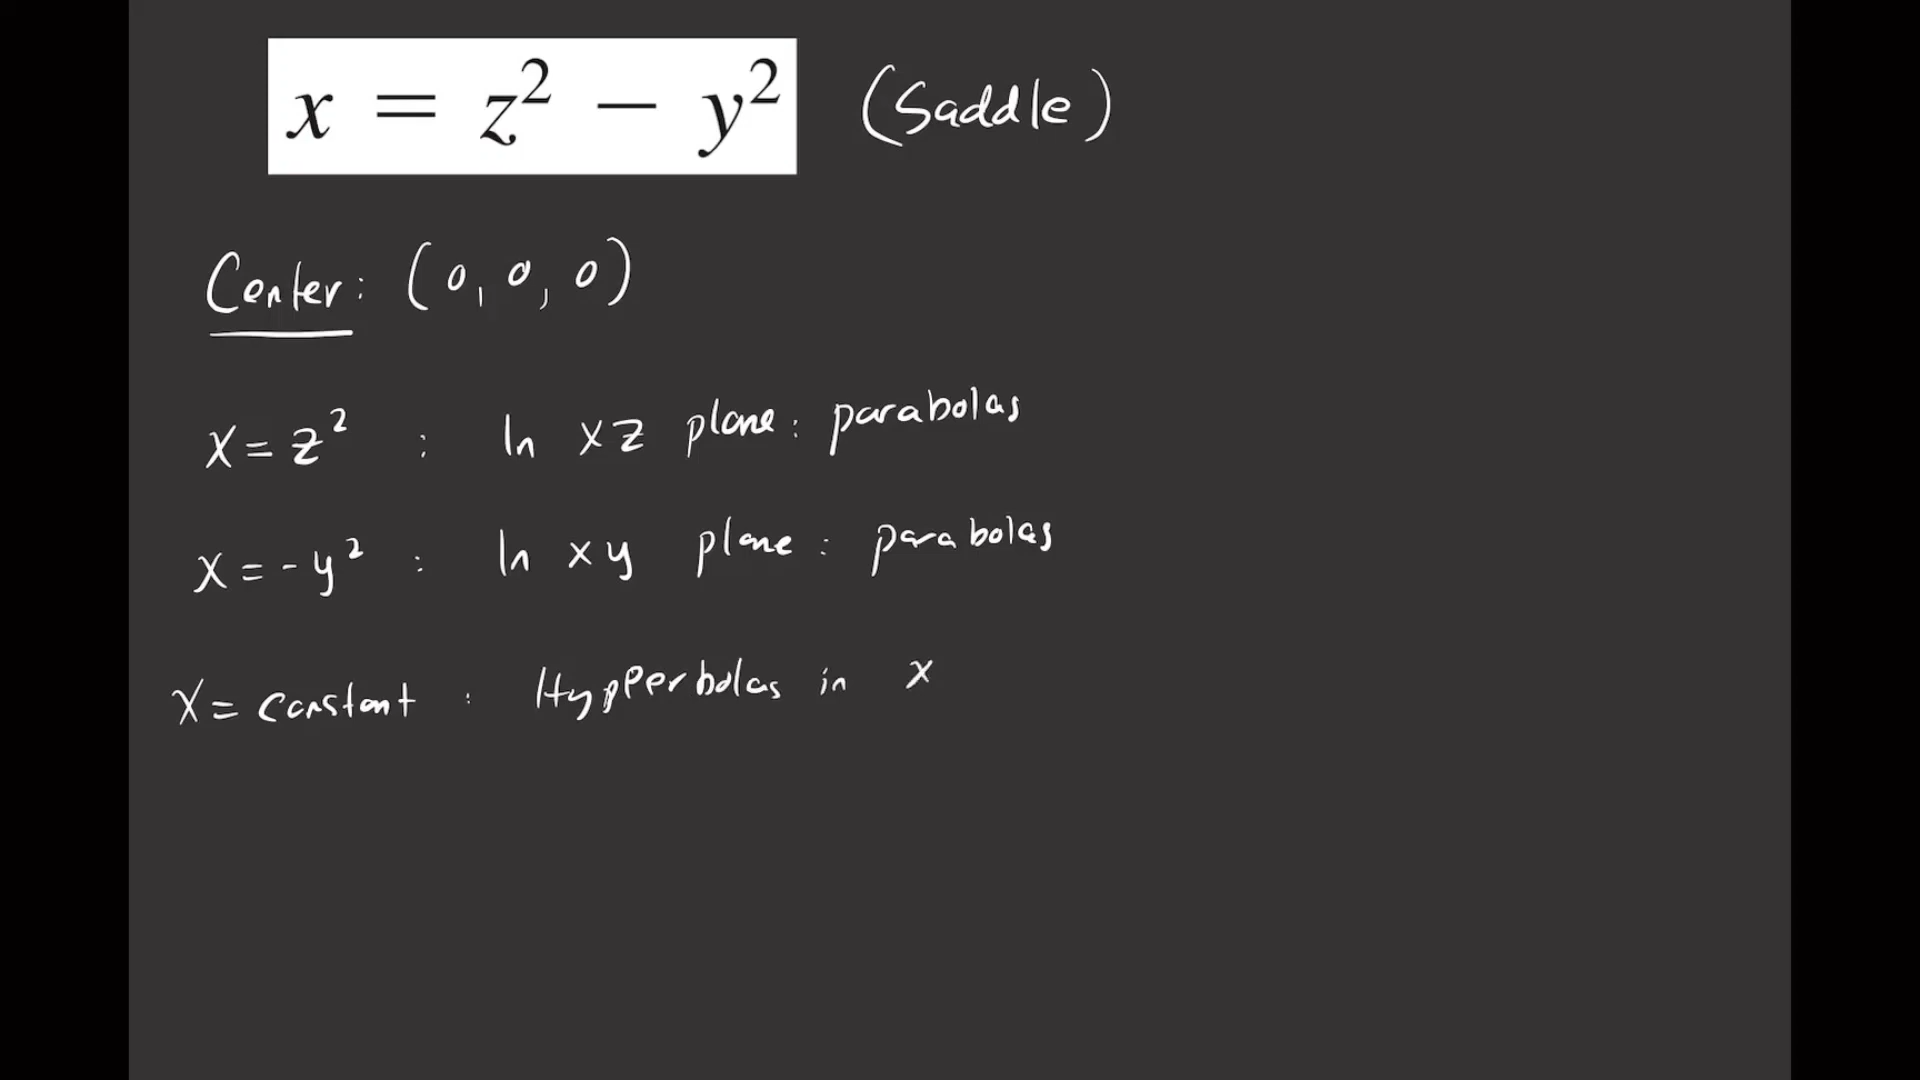 x = z² − y² (Saddle)
Center: (0, 0, 0)
x = z² : In xz plane: parabolas
x = -y² : In xy plane: parabolas
x = constant : Hypperbolas in x